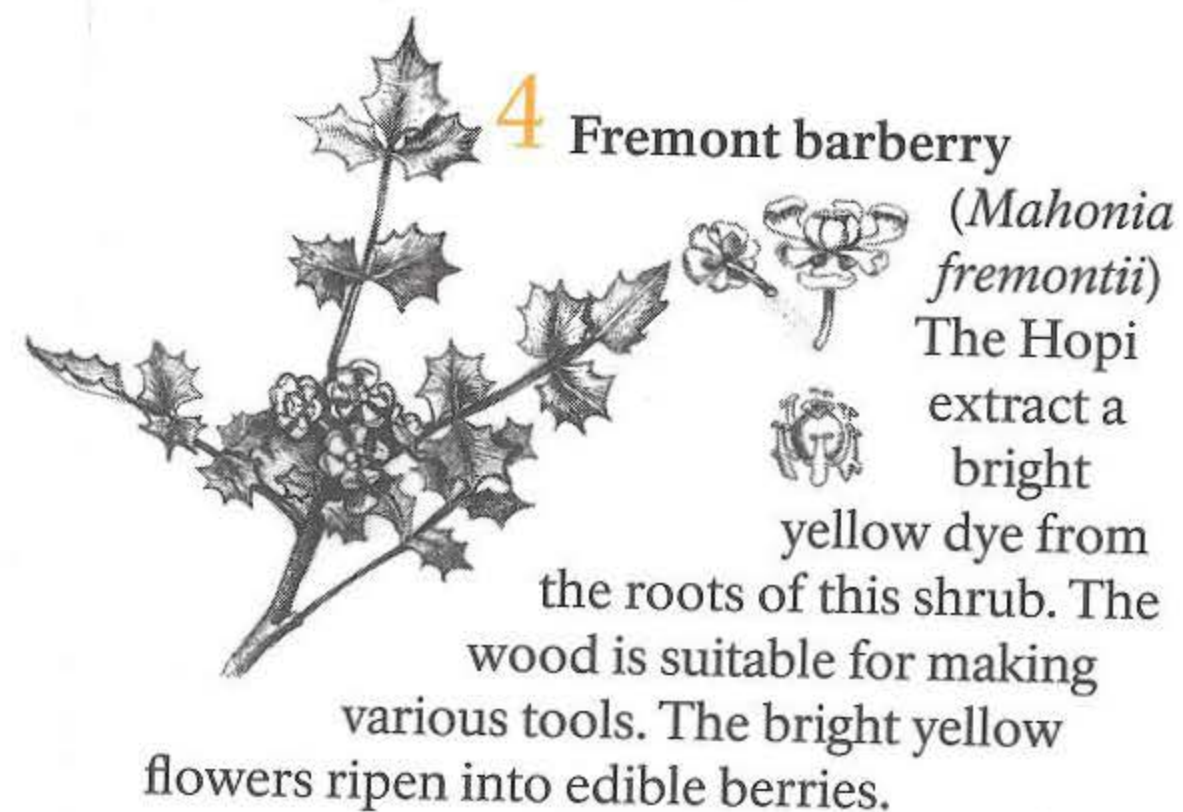 4 Fremont barberry
(Mahonia
fremontii)
The Hopi
extract a
bright
yellow dye from
the roots of this shrub. The
wood is suitable for making
various tools. The bright yellow
flowers ripen into edible berries.